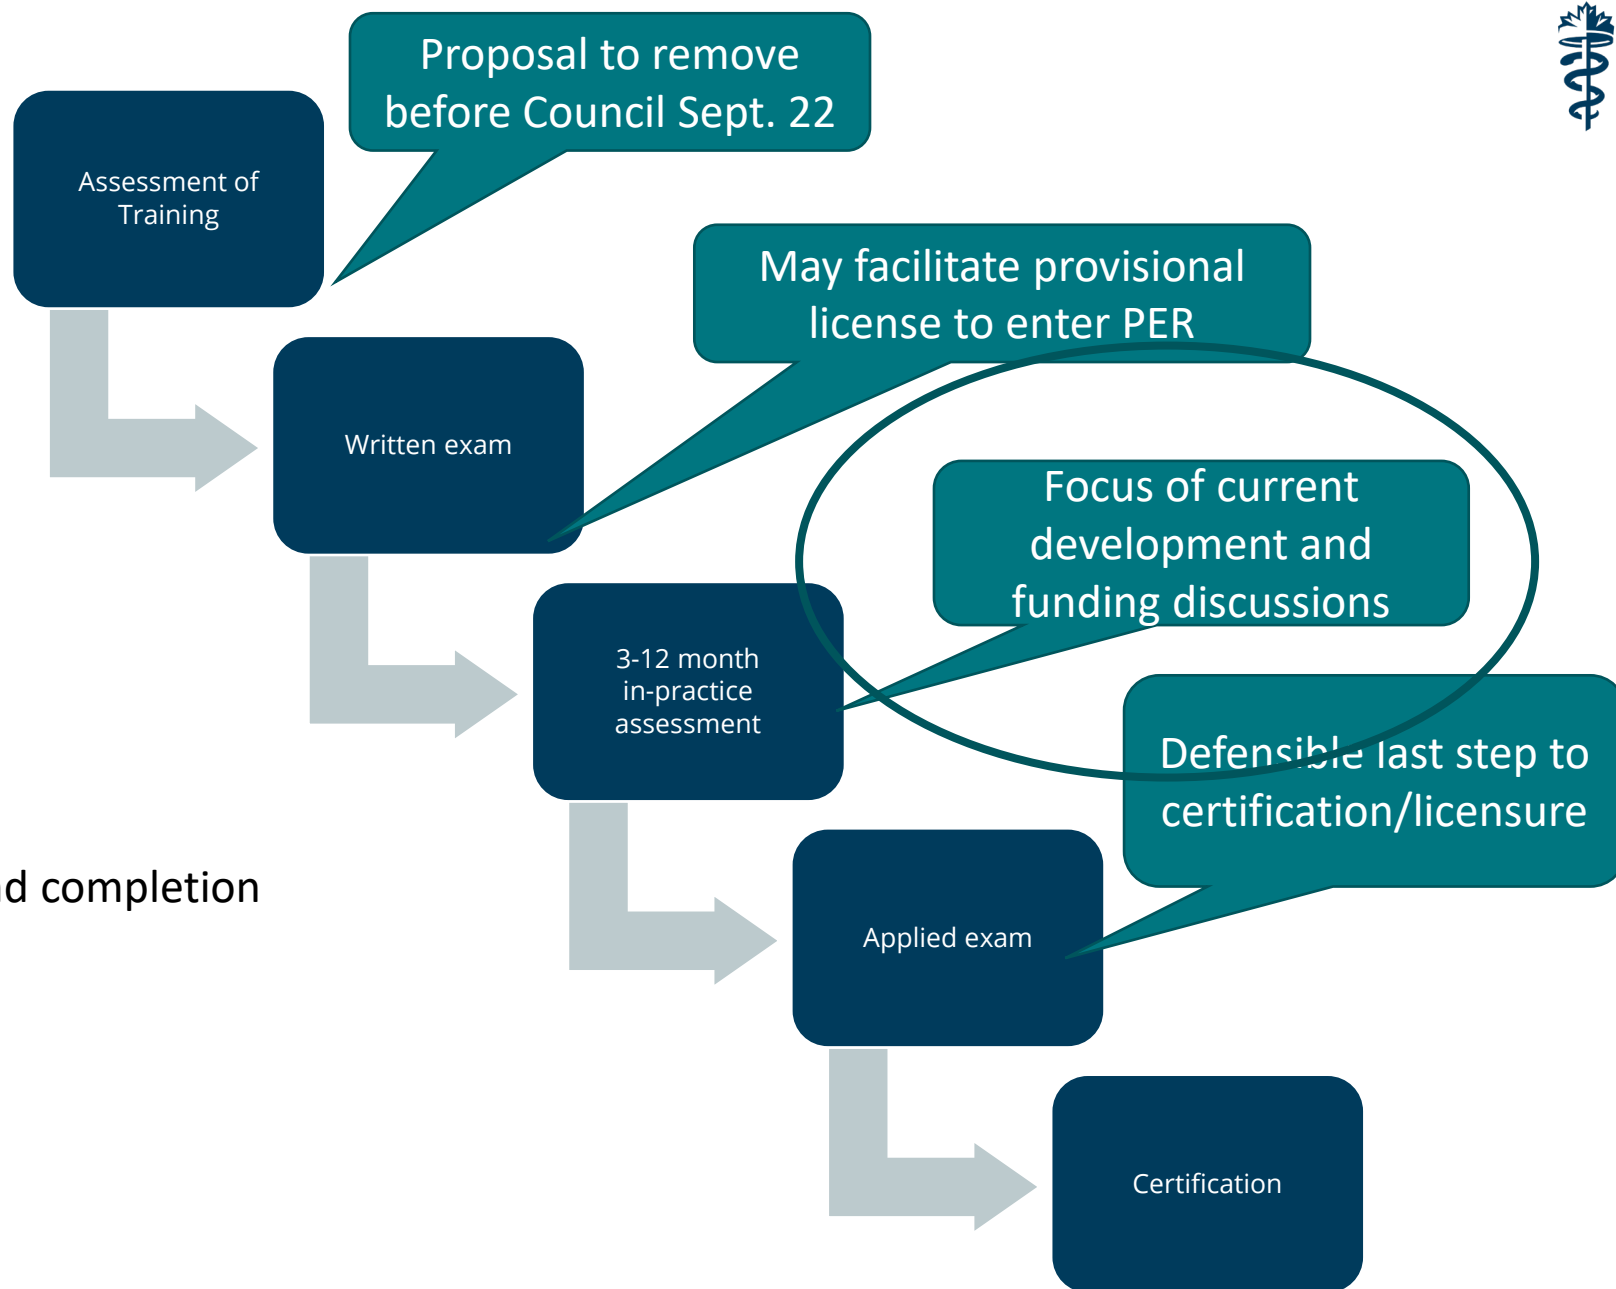 Proposal to remove
before Council Sept. 22
Assessment of
Training
May facilitate provisional
license to enter PER
Written exam
Focus of current
development and
funding discussions
3-12 month
in-practice
assessment
Defensible last step to
certification/licensure
completion
Applied exam
Certification